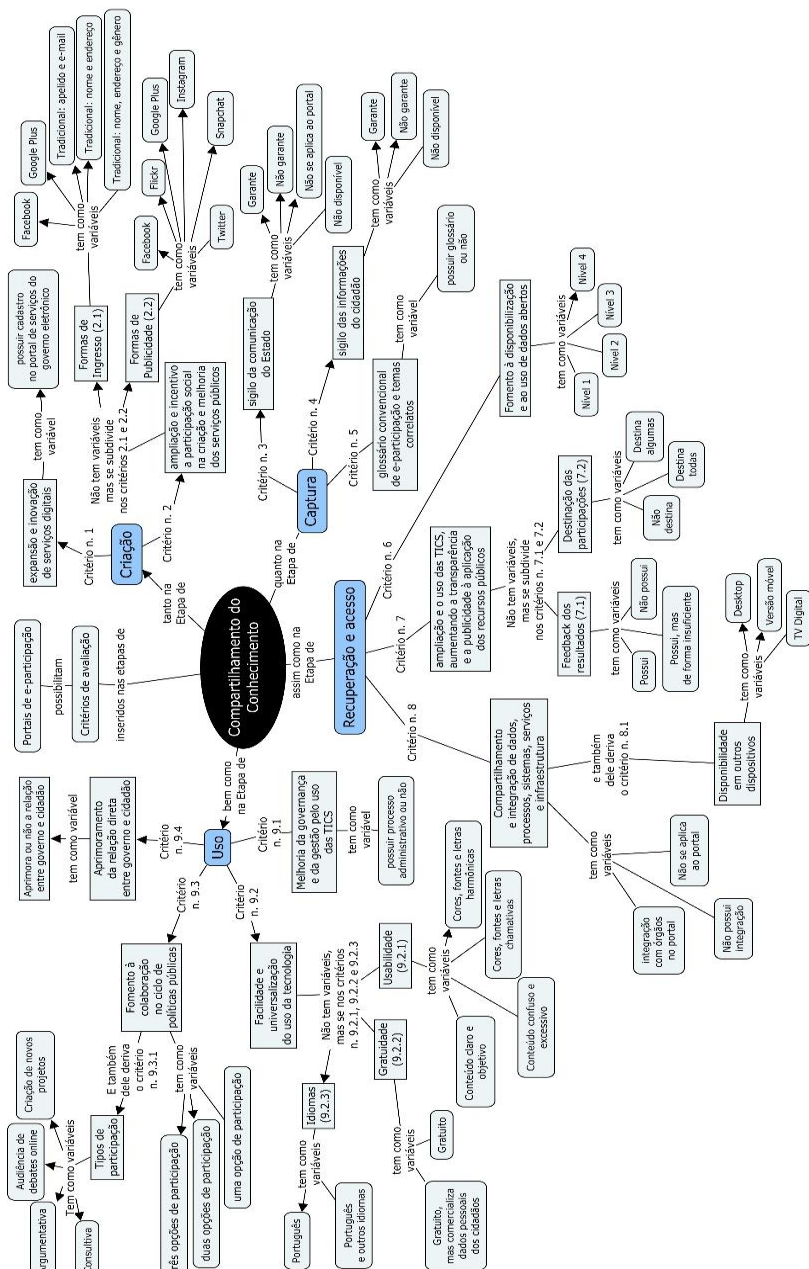 Portais de e-participação
possibilitam
Critérios de avaliação
inseridos nas etapas de
Compartilhamento do
Conhecimento
tanto na
Etapa de
Criação
Critério n. 1
expansão e inovação
de serviços digitais
tem como
variável
possuir cadastro
no portal de serviços do
governo eletrônico
Critério n. 2
ampliação e incentivo
a participação social
na criação e melhoria
dos serviços públicos
Não tem variáveis
mas se subdivide
nos critérios 2.1 e 2.2
Formas de
Ingresso (2.1)
tem como
variáveis
Facebook
Google Plus
Tradicional: apelido e e-mail
Tradicional: nome e endereço
Tradicional: nome, endereço e gênero
Formas de
Publicidade (2.2)
tem como
variáveis
Facebook
Flickr
Google Plus
Instagram
Snapchat
Twitter
quanto na
Etapa de
Captura
Critério n. 3
sigilo da comunicação
do Estado
tem como
variáveis
Garante
Não garante
Não se aplica ao portal
Não disponível
Critério n. 4
sigilo das informações
do cidadão
tem como
variáveis
Garante
Não garante
Não disponível
Critério n. 5
glossário convencional
de e-participação e temas
correlatos
tem como
variável
possuir glossário
ou não
assim como na
Etapa de
Recuperação e acesso
Critério n. 6
Fomento à disponibilização
e ao uso de dados abertos
tem como variáveis
Nivel 1
Nivel 2
Nivel 3
Nivel 4
Critério n. 7
ampliação e o uso das TICS,
aumentando a transparência
e a publicidade à aplicação
dos recursos públicos
Não tem variáveis,
mas se subdivide
nos critérios n. 7.1 e 7.2
Feedback dos
resultados (7.1)
tem como variáveis
Possui
Possui, mas
de forma insuficiente
Não possui
Destinação das
participações (7.2)
tem como variáveis
Não
destina
Destina
todas
Destina
algumas
Critério n. 8
Compartilhamento
e integração de dados,
processos, sistemas, serviços
e infraestrutura
e também
dele deriva
o critério n. 8.1
Disponibilidade
em outros
dispositivos
tem como
variáveis
Desktop
Versão móvel
TV Digital
tem como
variáveis
integração
com órgãos
no portal
Não possui
integração
Não se aplica
ao portal
bem como
na Etapa de
Uso
Critério
n. 9.1
Melhoria da governança
e da gestão pelo uso
das TICS
tem como
variável
possuir processo
administrativo ou não
Critério
n. 9.2
Facilidade e
universalização
do uso da tecnologia
Não tem variáveis,
mas se nos critérios
n. 9.2.1, 9.2.2 e 9.2.3
Usabilidade
(9.2.1)
tem como
variáveis
Cores, fontes e letras
harmônicas
Cores, fontes e letras
chamativas
Conteúdo confuso e
excessivo
Conteúdo claro e
objetivo
Gratuidade
(9.2.2)
tem como
variáveis
Gratuito
Gratuito,
mas comercializa
dados pessoais
dos cidadãos
Idiomas
(9.2.3)
tem como
variáveis
Português
Português
e outros idiomas
Critério
n. 9.3
Fomento à
colaboração
no ciclo de
políticas públicas
E também
dele deriva
o critério
n. 9.3.1
Tipos de
participação
Tem como variáveis
Criação de novos
projetos
Audiência de
debates online
rgumentativa
Consultiva
tem como
variáveis
rês opções de participação
duas opções de participação
uma opção de participação
Critério
n. 9.4
Aprimoramento
da relação direta
entre governo e cidadão
tem como variável
Aprimora ou não a relação
entre governo e cidadão